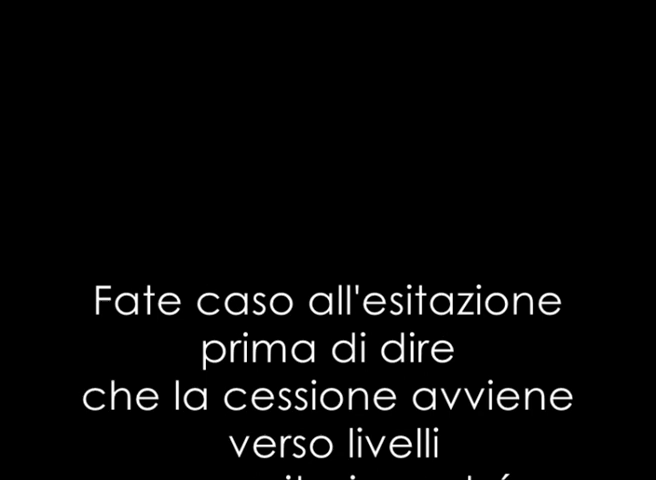 Fate caso all'esitazione
prima di dire
che la cessione avviene
verso livelli